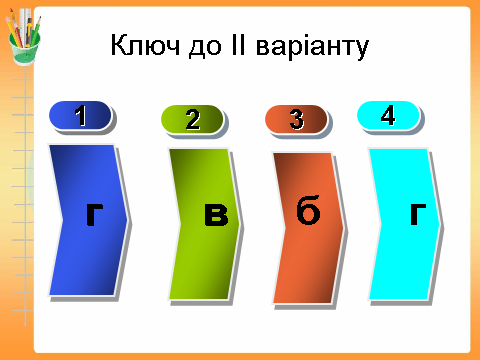 Ключ до ІІ варіанту
1 2 3 4
г в б г